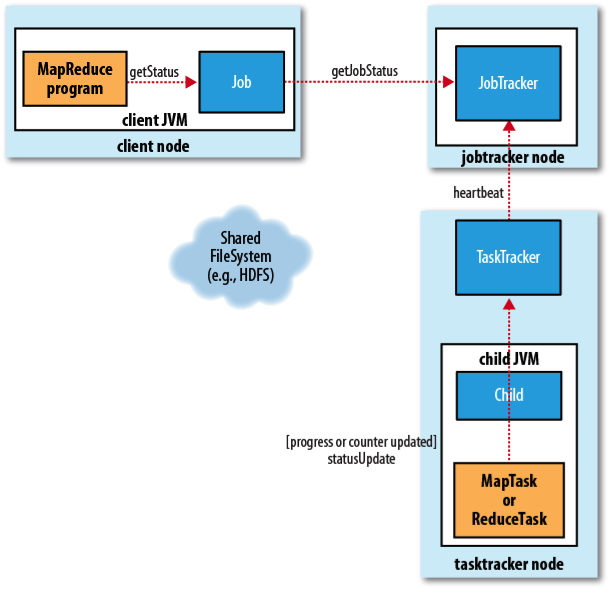 MapReduce
program
getStatus
Job
client JVM
client node
getJobStatus
JobTracker
jobtracker node
heartbeat
Shared
FileSystem
(e.g., HDFS)
TaskTracker
child JVM
Child
[progress or counter updated]
statusUpdate
MapTask
or
ReduceTask
tasktracker node